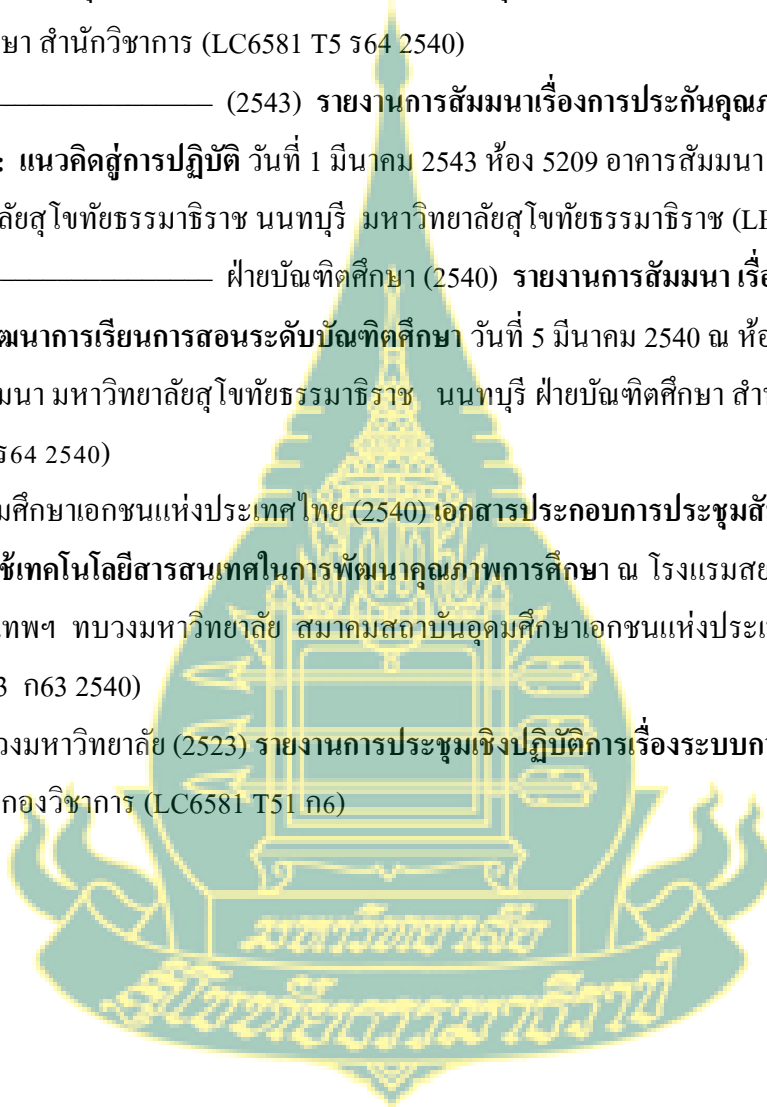 ษา สำนักวิชาการ (LC6581 T5 ร64 2540)
(2543) รายงานการสัมมนาเรื่องการประกันคุณภ
: แนวคิดสู่การปฏิบัติ วันที่ 1 มีนาคม 2543 ห้อง 5209 อาคารสัมมนา
ลัยสุโขทัยธรรมาธิราช นนทบุรี มหาวิทยาลัยสุโขทัยธรรมาธิราช (LB
ฝ่ายบัณฑิตศึกษา (2540) รายงานการสัมมนา เรื่อ
ฒนาการเรียนการสอนระดับบัณฑิตศึกษา วันที่ 5 มีนาคม 2540 ณ ห้อ
มนา มหาวิทยาลัยสุโขทัยธรรมาธิราช นนทบุรี ฝ่ายบัณฑิตศึกษา สำน
ร64 2540)
มศึกษาเอกชนแห่งประเทศไทย (2540) เอกสารประกอบการประชุมสั
ช้เทคโนโลยีสารสนเทศในการพัฒนาคุณภาพการศึกษา ณ โรงแรมสย
เทพฯ ทบวงมหาวิทยาลัย สมาคมสถาบันอุดมศึกษาเอกชนแห่งประเ
3 ก63 2540)
วงมหาวิทยาลัย (2523) รายงานการประชุมเชิงปฏิบัติการเรื่องระบบก
กองวิชาการ (LC6581 T51 ก6)
มหาวิทยาลัย
สุโขทัยธรรมาธิราช